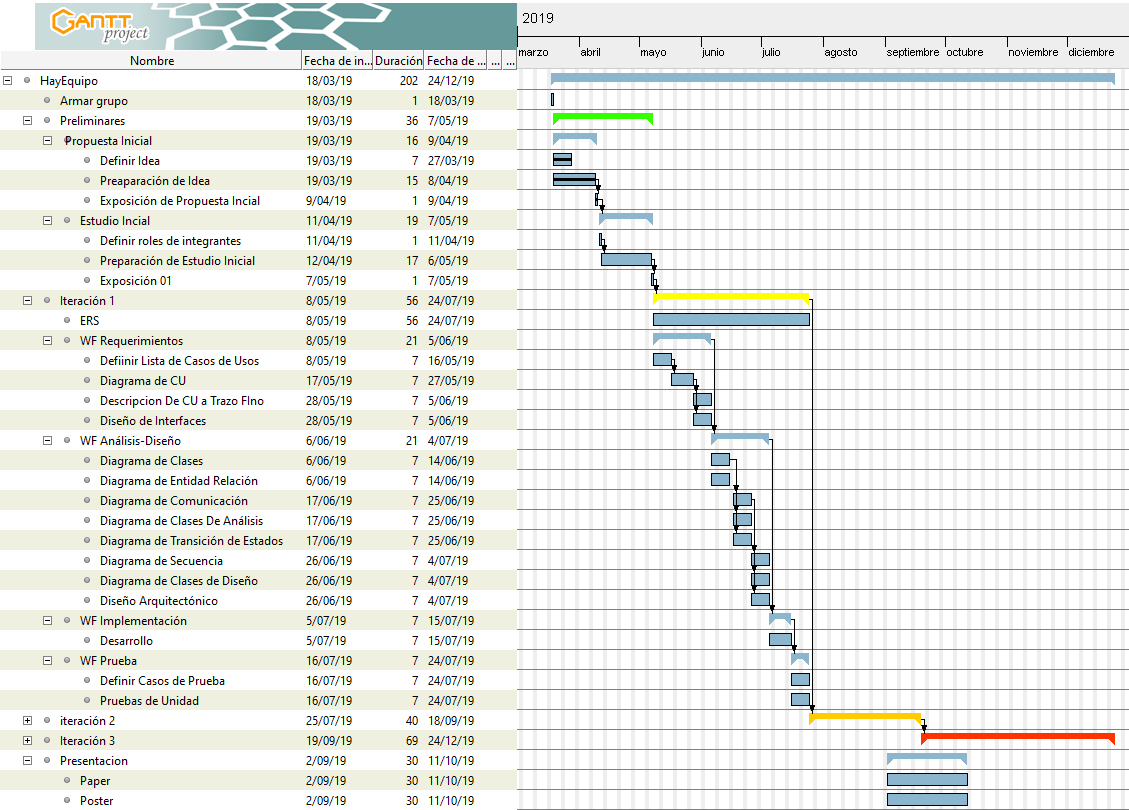 GANTT
project
2019
marzo abril mayo junio julio agosto septiembre octubre noviembre diciembre
Nombre Fecha de in... Duración Fecha de ... ... ...
HayEquipo 18/03/19 202 24/12/19
Armar grupo 18/03/19 1 18/03/19
Preliminares 19/03/19 36 7/05/19
Propuesta Inicial 19/03/19 16 9/04/19
Definir Idea 19/03/19 7 27/03/19
Preaparación de Idea 19/03/19 15 8/04/19
Exposición de Propuesta Incial 9/04/19 1 9/04/19
Estudio Incial 11/04/19 19 7/05/19
Definir roles de integrantes 11/04/19 1 11/04/19
Preparación de Estudio Inicial 12/04/19 17 6/05/19
Exposición 01 7/05/19 1 7/05/19
Iteración 1 8/05/19 56 24/07/19
ERS 8/05/19 56 24/07/19
WF Requerimientos 8/05/19 21 5/06/19
Defiinir Lista de Casos de Usos 8/05/19 7 16/05/19
Diagrama de CU 17/05/19 7 27/05/19
Descripcion De CU a Trazo FIno 28/05/19 7 5/06/19
Diseño de Interfaces 28/05/19 7 5/06/19
WF Análisis-Diseño 6/06/19 21 4/07/19
Diagrama de Clases 6/06/19 7 14/06/19
Diagrama de Entidad Relación 6/06/19 7 14/06/19
Diagrama de Comunicación 17/06/19 7 25/06/19
Diagrama de Clases De Análisis 17/06/19 7 25/06/19
Diagrama de Transición de Estados 17/06/19 7 25/06/19
Diagrama de Secuencia 26/06/19 7 4/07/19
Diagrama de Clases de Diseño 26/06/19 7 4/07/19
Diseño Arquitectónico 26/06/19 7 4/07/19
WF Implementación 5/07/19 7 15/07/19
Desarrollo 5/07/19 7 15/07/19
WF Prueba 16/07/19 7 24/07/19
Definir Casos de Prueba 16/07/19 7 24/07/19
Pruebas de Unidad 16/07/19 7 24/07/19
iteración 2 25/07/19 40 18/09/19
Iteración 3 19/09/19 69 24/12/19
Presentacion 2/09/19 30 11/10/19
Paper 2/09/19 30 11/10/19
Poster 2/09/19 30 11/10/19